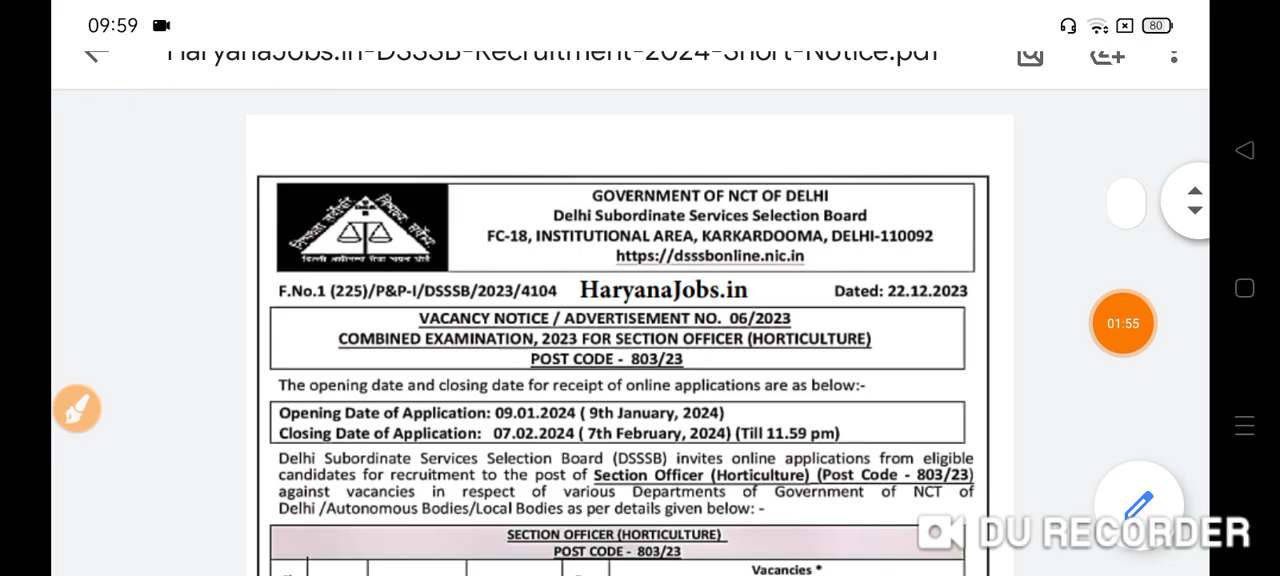 09:59
80
HaryanaJobs.in-DSSSB-Recruitment-2024-Short-Notice.pdf
GOVERNMENT OF NCT OF DELHI
Delhi Subordinate Services Selection Board
FC-18, INSTITUTIONAL AREA, KARKARDOOMA, DELHI-110092
https://dsssbonline.nic.in
F.No.1 (225)/P&P-I/DSSSB/2023/4104 HaryanaJobs.in Dated: 22.12.2023
VACANCY NOTICE / ADVERTISEMENT NO. 06/2023
COMBINED EXAMINATION, 2023 FOR SECTION OFFICER (HORTICULTURE)
POST CODE - 803/23
01:55
The opening date and closing date for receipt of online applications are as below:-
Opening Date of Application: 09.01.2024 ( 9th January, 2024)
Closing Date of Application: 07.02.2024 ( 7th February, 2024) (Till 11.59 pm)
Delhi Subordinate Services Selection Board (DSSSB) invites online applications from eligible
candidates for recruitment to the post of Section Officer (Horticulture) (Post Code - 803/23)
against vacancies in respect of various Departments of Government of NCT of
Delhi /Autonomous Bodies/Local Bodies as per details given below: -
SECTION OFFICER (HORTICULTURE)
POST CODE - 803/23
Vacancies *
DU RECORDER